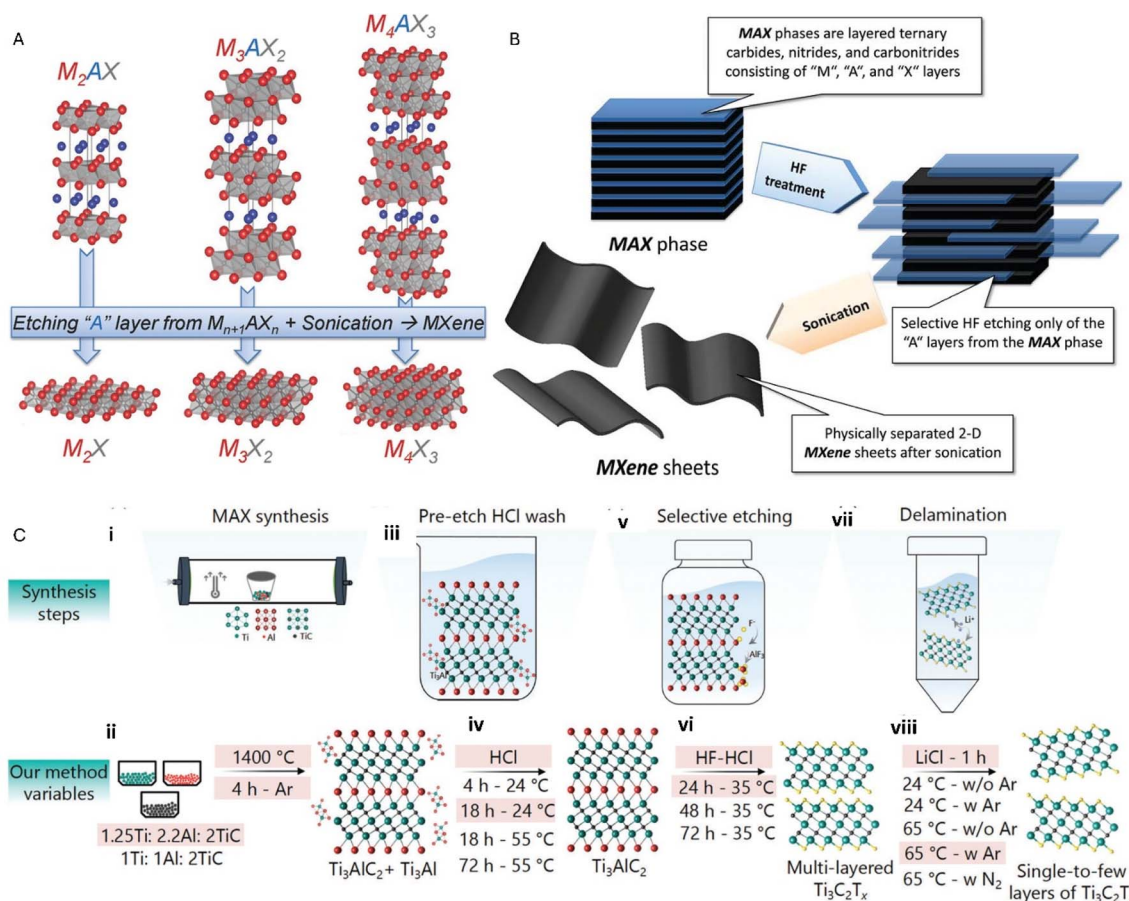 A
M₂AX
M₃AX₂
M₄AX₃
Etching "A" layer from Mₙ₊₁AXₙ + Sonication → MXene
M₂X
M₃X₂
M₄X₃
B
MAX phases are layered ternary
carbides, nitrides, and carbonitrides
consisting of "M", "A", and "X" layers
HF
treatment
MAX phase
Sonication
Selective HF etching only of the
"A" layers from the MAX phase
Physically separated 2-D
MXene sheets after sonication
MXene sheets
C
Synthesis
steps
i
MAX synthesis
Ti
Al
TiC
iii
Pre-etch HCl wash
Ti₃Al
v
Selective etching
F⁻
AlF₃
vii
Delamination
Li⁺
Our method
variables
ii
1.25Ti: 2.2Al: 2TiC
1Ti: 1Al: 2TiC
1400 °C
4 h - Ar
Ti₃AlC₂ + Ti₃Al
iv
HCl
4 h - 24 °C
18 h - 24 °C
18 h - 55 °C
72 h - 55 °C
Ti₃AlC₂
vi
HF-HCl
24 h - 35 °C
48 h - 35 °C
72 h - 35 °C
Multi-layered
Ti₃C₂Tₓ
viii
LiCl - 1 h
24 °C - w/o Ar
24 °C - w Ar
65 °C - w/o Ar
65 °C - w Ar
65 °C - w N₂
Single-to-few
layers of Ti₃C₂T